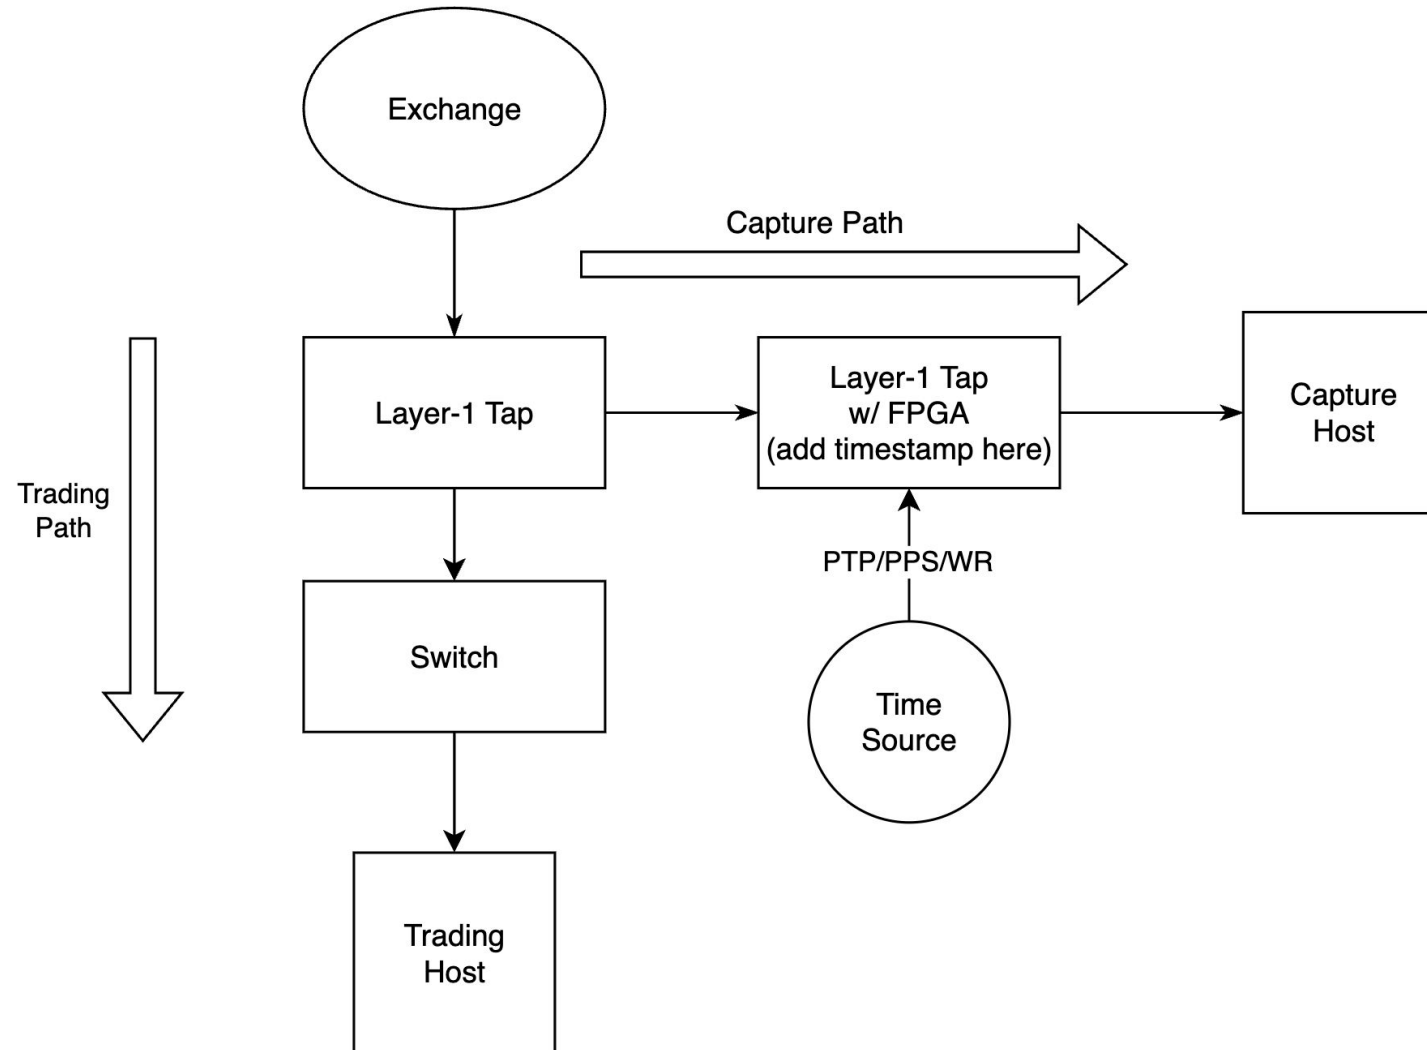 Exchange
Capture Path
Layer-1 Tap
Layer-1 Tap
w/ FPGA
(add timestamp here)
Capture
Host
Trading
Path
PTP/PPS/WR
Switch
Time
Source
Trading
Host